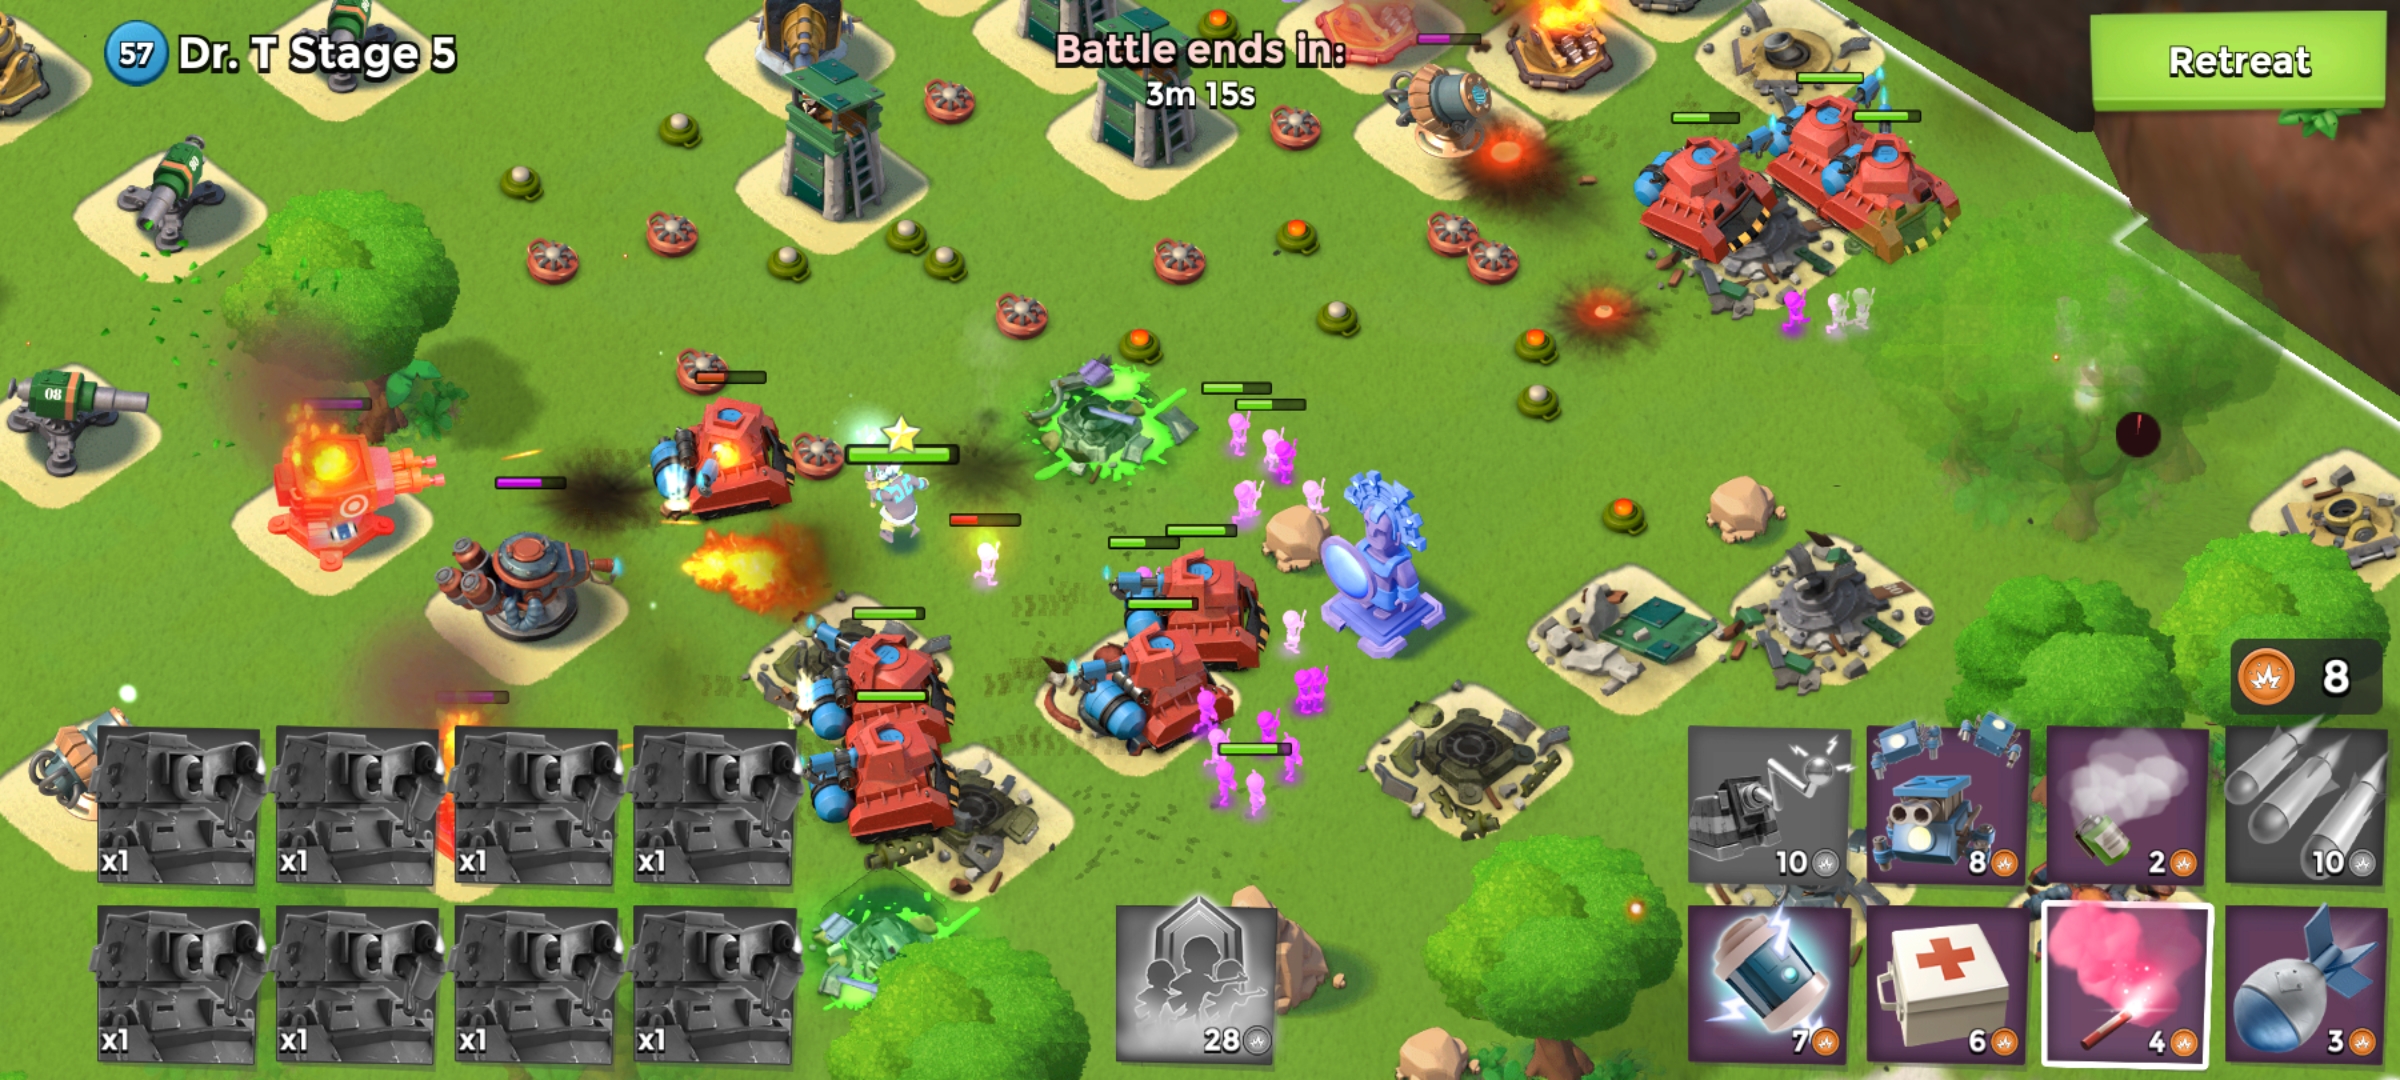 57 Dr. T Stage 5
Battle ends in:
3m 15s
Retreat
08
8
x1 x1 x1 x1
10 8 2 10
x1 x1 x1 x1
28
7 6 4 3